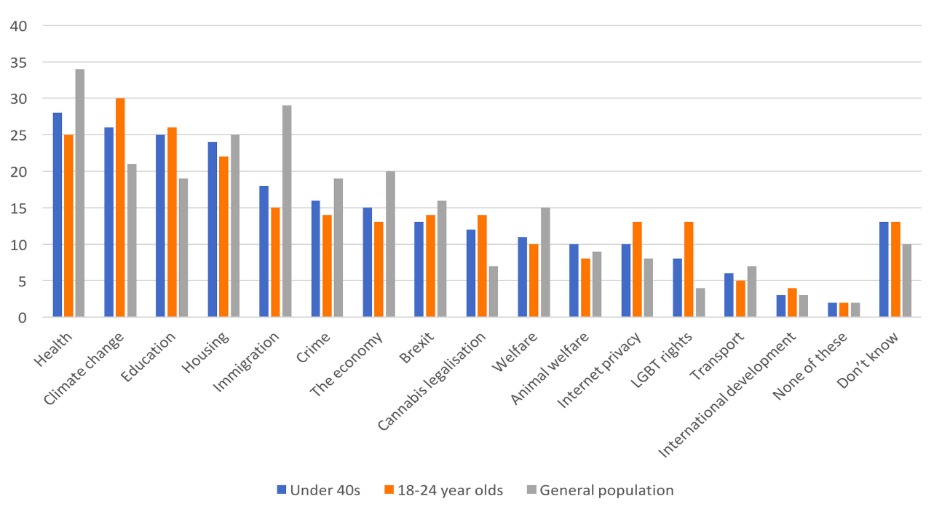 40
35
30
25
20
15
10
5
0
Health
Climate change
Education
Housing
Immigration
Crime
The economy
Brexit
Cannabis legalisation
Welfare
Animal welfare
Internet privacy
LGBT rights
Transport
International development
None of these
Don't know
Under 40s 18-24 year olds General population